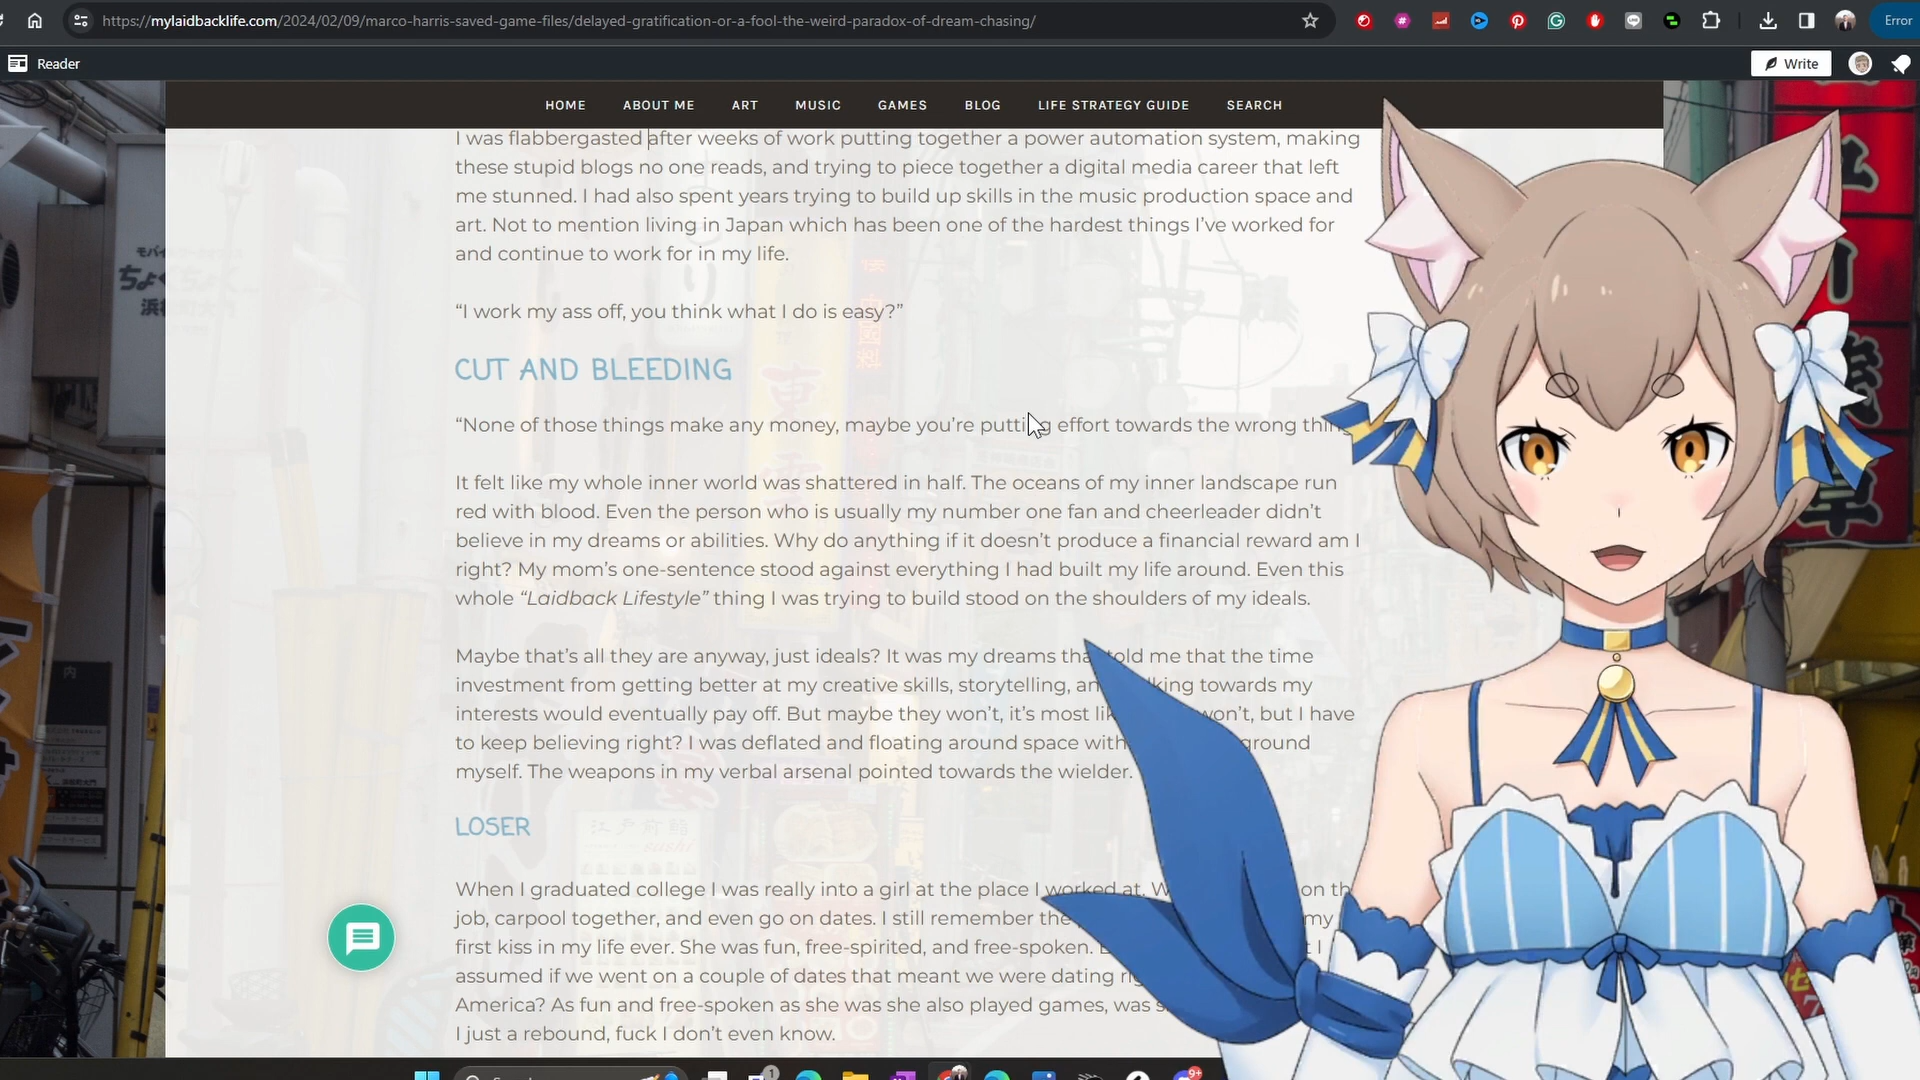 https://mylaidbacklife.com/2024/02/09/marco-harris-saved-game-files/delayed-gratification-or-a-fool-the-weird-paradox-of-dream-chasing/
Error
Reader
Write
HOME ABOUT ME ART MUSIC GAMES BLOG LIFE STRATEGY GUIDE SEARCH
I was flabbergasted after weeks of work putting together a power automation system, making
these stupid blogs no one reads, and trying to piece together a digital media career that left
me stunned. I had also spent years trying to build up skills in the music production space and
art. Not to mention living in Japan which has been one of the hardest things I’ve worked for
and continue to work for in my life.
“I work my ass off, you think what I do is easy?”
CUT AND BLEEDING
“None of those things make any money, maybe you’re putting effort towards the wrong thing
It felt like my whole inner world was shattered in half. The oceans of my inner landscape run
red with blood. Even the person who is usually my number one fan and cheerleader didn’t
believe in my dreams or abilities. Why do anything if it doesn’t produce a financial reward am I
right? My mom’s one-sentence stood against everything I had built my life around. Even this
whole “Laidback Lifestyle” thing I was trying to build stood on the shoulders of my ideals.
Maybe that’s all they are anyway, just ideals? It was my dreams that told me that the time
investment from getting better at my creative skills, storytelling, an king towards my
interests would eventually pay off. But maybe they won’t, it’s most lik won’t, but I have
to keep believing right? I was deflated and floating around space with ground
myself. The weapons in my verbal arsenal pointed towards the wielder.
LOSER
When I graduated college I was really into a girl at the place I worked at. W on th
job, carpool together, and even go on dates. I still remember the my
first kiss in my life ever. She was fun, free-spirited, and free-spoken. I
assumed if we went on a couple of dates that meant we were dating
America? As fun and free-spoken as she was she also played games, was
I just a rebound, fuck I don’t even know.
1
9+